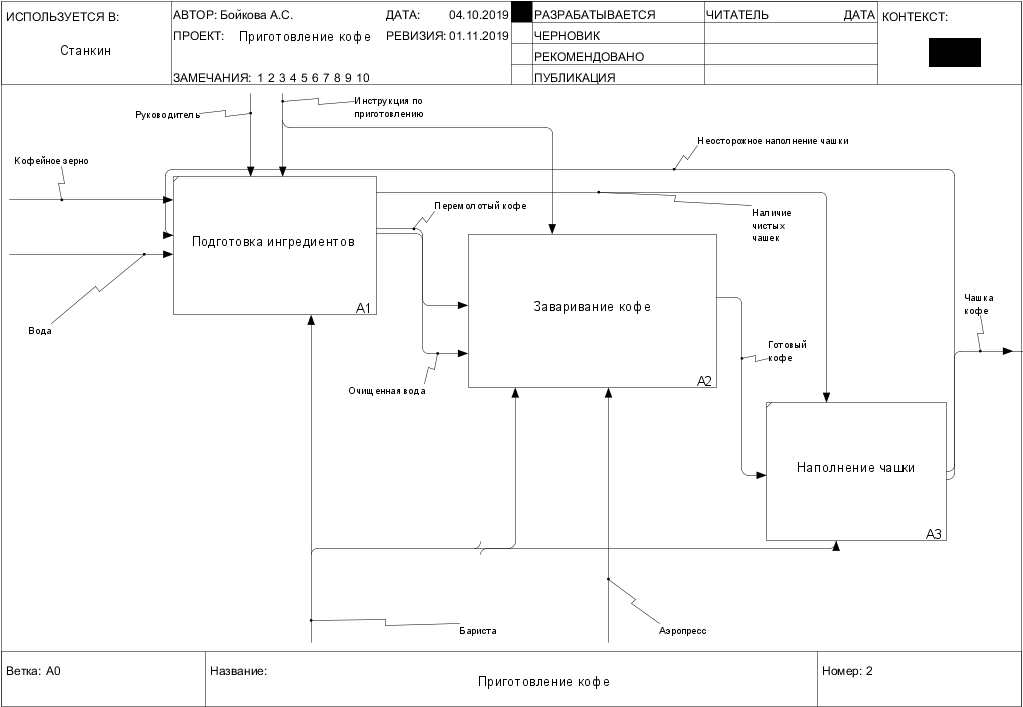 ИСПОЛЬЗУЕТСЯ В:
Станкин
АВТОР: Бойкова А.С.
ДАТА: 04.10.2019
ПРОЕКТ: Приготовление кофе
РЕВИЗИЯ: 01.11.2019
ЗАМЕЧАНИЯ: 1 2 3 4 5 6 7 8 9 10
РАЗРАБАТЫВАЕТСЯ
ЧЕРНОВИК
РЕКОМЕНДОВАНО
ПУБЛИКАЦИЯ
ЧИТАТЕЛЬ ДАТА
КОНТЕКСТ:
Руководитель
Инструкция по
приготовлению
Неосторожное наполнение чашки
Кофейное зерно
Перемолотый кофе
Наличие
чистых
чашек
Подготовка ингредиентов
A1
Вода
Заваривание кофе
A2
Чашка
кофе
Готовый
кофе
Очищенная вода
Наполнение чашки
A3
Бариста
Аэропресс
Ветка: A0
Название:
Приготовление кофе
Номер: 2